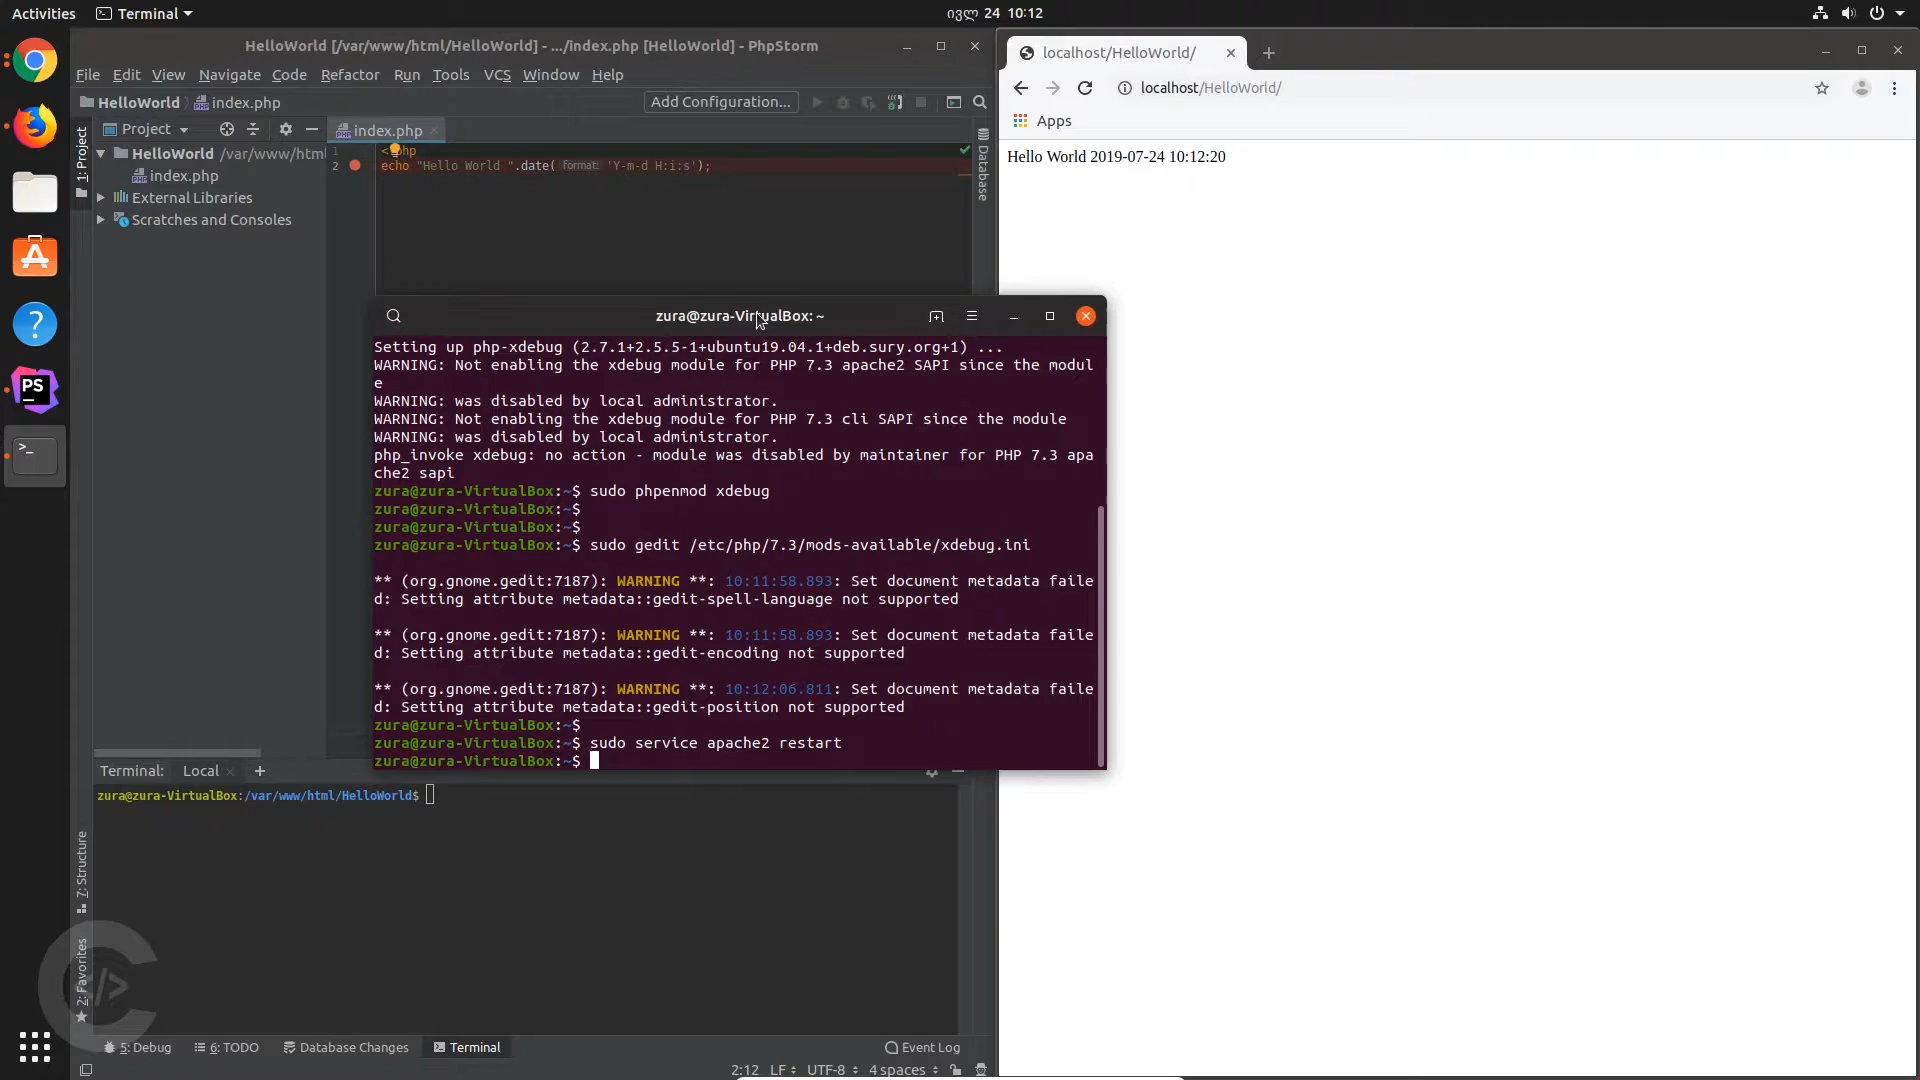 Activities
Terminal
ივლ 24 10:12
HelloWorld [/var/www/html/HelloWorld] - .../index.php [HelloWorld] - PhpStorm
File Edit View Navigate Code Refactor Run Tools VCS Window Help
HelloWorld index.php
Add Configuration...
Project
index.php
1: Project
HelloWorld /var/www/html
index.php
External Libraries
Scratches and Consoles
1
2
<?php
echo "Hello World ".date( format: 'Y-m-d H:i:s');
Database
localhost/HelloWorld/
localhost/HelloWorld/
Apps
Hello World 2019-07-24 10:12:20
zura@zura-VirtualBox: ~
Setting up php-xdebug (2.7.1+2.5.5-1+ubuntu19.04.1+deb.sury.org+1) ...
WARNING: Not enabling the xdebug module for PHP 7.3 apache2 SAPI since the modul
e
WARNING: was disabled by local administrator.
WARNING: Not enabling the xdebug module for PHP 7.3 cli SAPI since the module
WARNING: was disabled by local administrator.
php_invoke xdebug: no action - module was disabled by maintainer for PHP 7.3 apa
che2 sapi
zura@zura-VirtualBox:~$ sudo phpenmod xdebug
zura@zura-VirtualBox:~$
zura@zura-VirtualBox:~$
zura@zura-VirtualBox:~$ sudo gedit /etc/php/7.3/mods-available/xdebug.ini
** (org.gnome.gedit:7187): WARNING **: 10:11:58.893: Set document metadata faile
d: Setting attribute metadata::gedit-spell-language not supported
** (org.gnome.gedit:7187): WARNING **: 10:11:58.893: Set document metadata faile
d: Setting attribute metadata::gedit-encoding not supported
** (org.gnome.gedit:7187): WARNING **: 10:12:06.811: Set document metadata faile
d: Setting attribute metadata::gedit-position not supported
zura@zura-VirtualBox:~$
zura@zura-VirtualBox:~$ sudo service apache2 restart
zura@zura-VirtualBox:~$
Terminal: Local
zura@zura-VirtualBox:/var/www/html/HelloWorld$
7: Structure
2: Favorites
5: Debug
6: TODO
Database Changes
Terminal
Event Log
2:12 LF UTF-8 4 spaces
PS